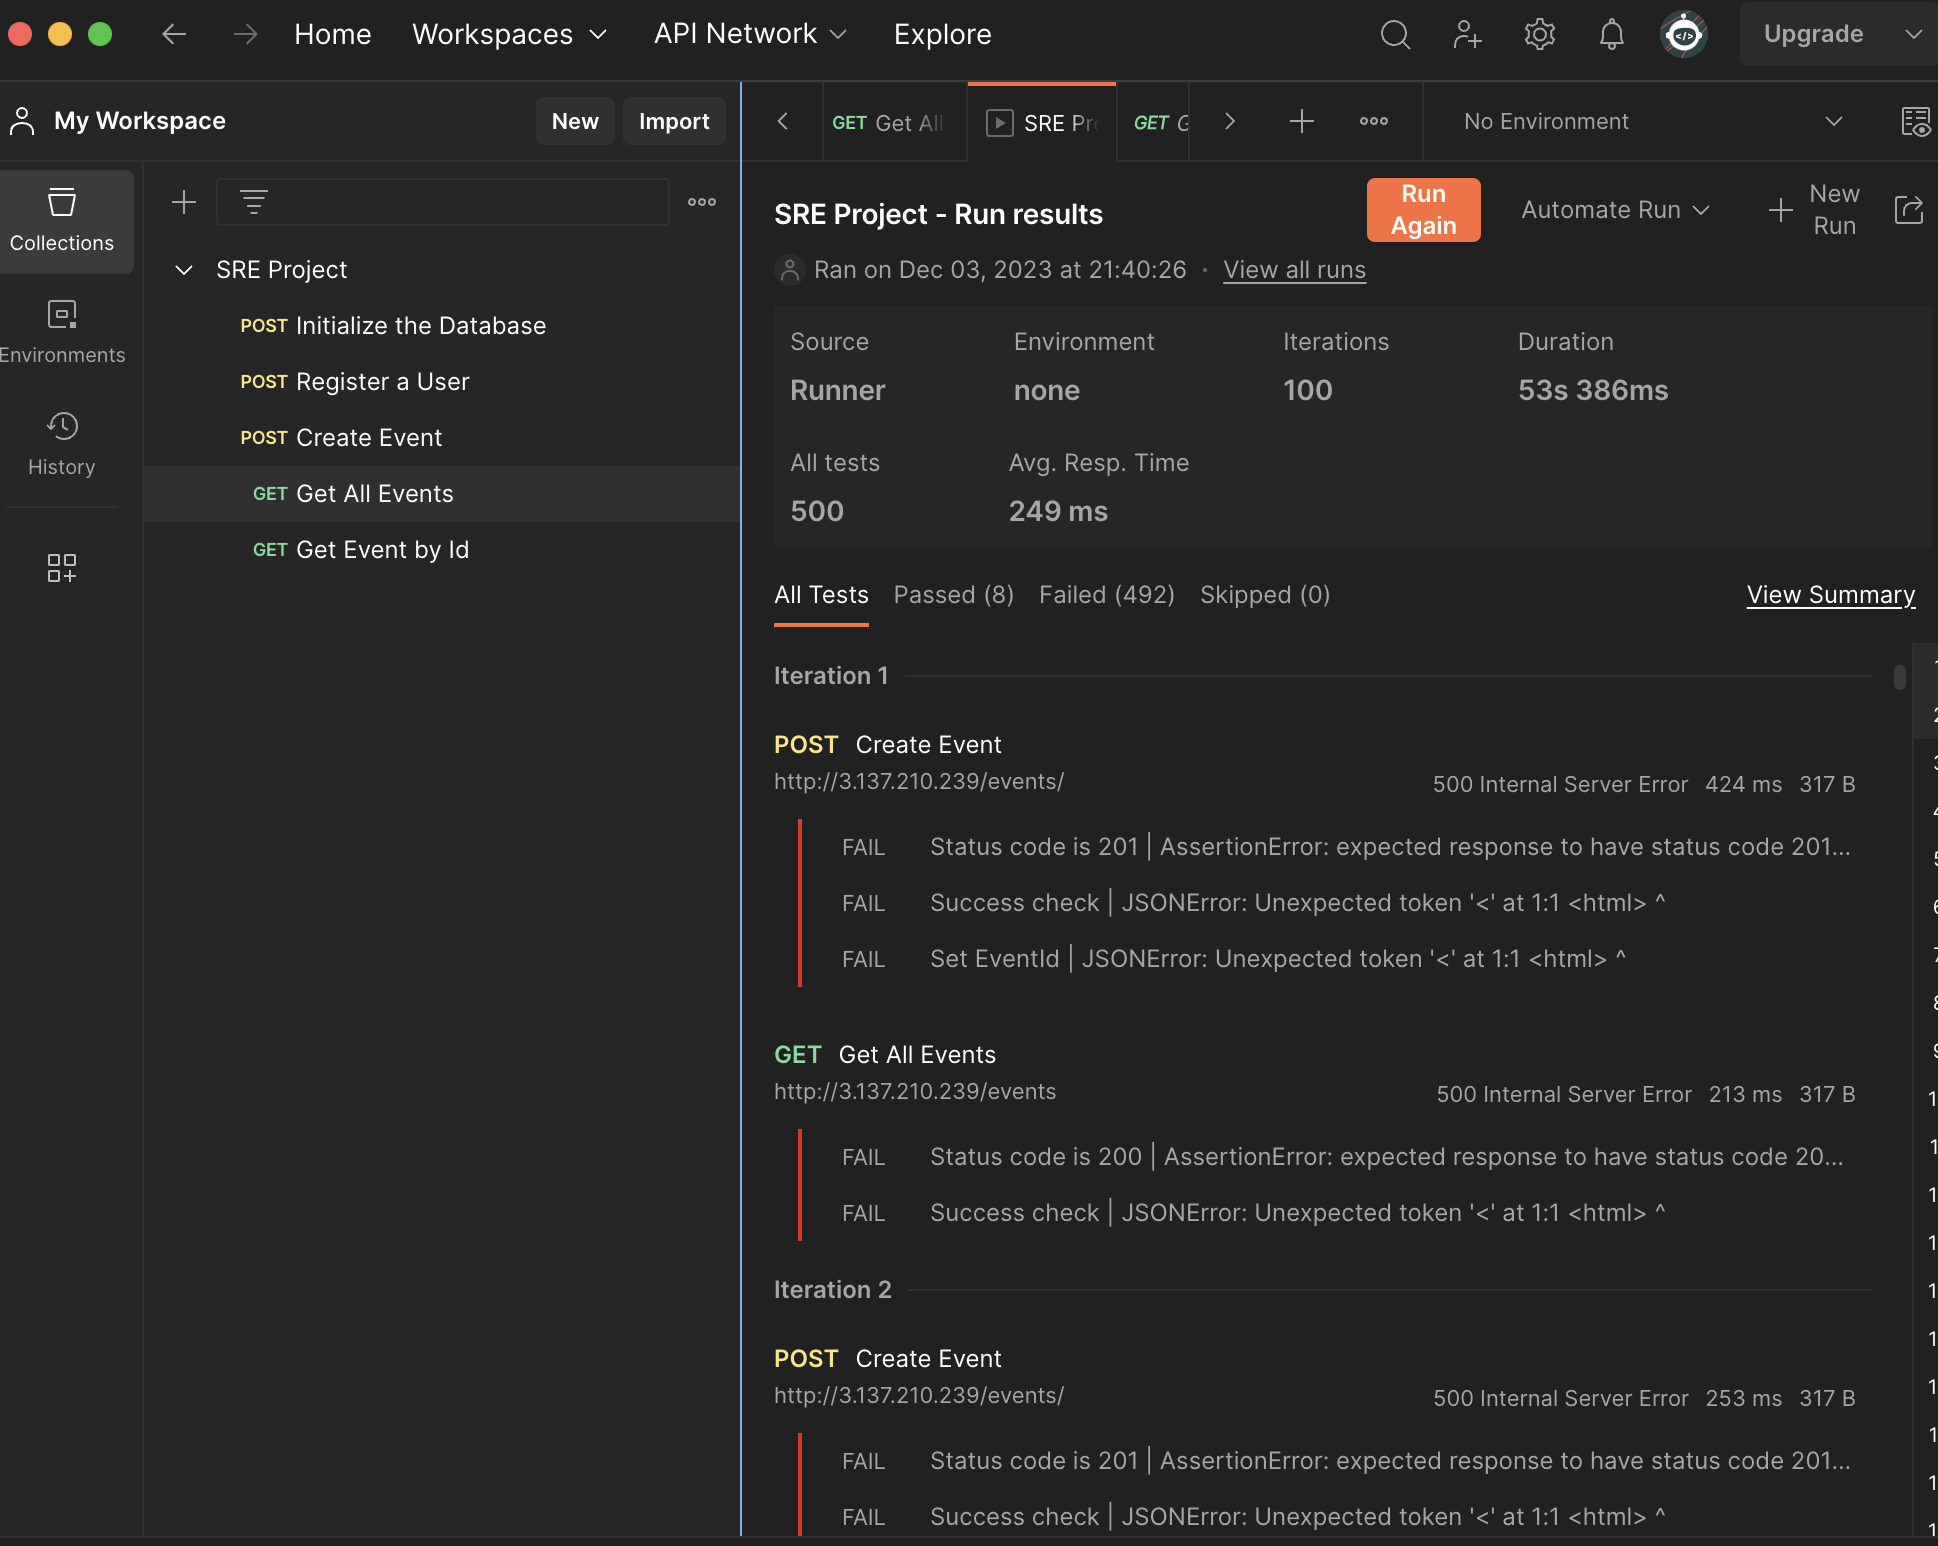 Home Workspaces API Network Explore Upgrade
My Workspace New Import
GET Get All SRE Pro GET No Environment
Collections
Environments
History
SRE Project
POST Initialize the Database
POST Register a User
POST Create Event
GET Get All Events
GET Get Event by Id
SRE Project - Run results
Run Again
Automate Run
New Run
Ran on Dec 03, 2023 at 21:40:26 · View all runs
Source Environment Iterations Duration
Runner none 100 53s 386ms
All tests Avg. Resp. Time
500 249 ms
All Tests Passed (8) Failed (492) Skipped (0) View Summary
Iteration 1
POST Create Event
http://3.137.210.239/events/ 500 Internal Server Error 424 ms 317 B
FAIL Status code is 201 | AssertionError: expected response to have status code 201...
FAIL Success check | JSONError: Unexpected token '<' at 1:1 <html> ^
FAIL Set EventId | JSONError: Unexpected token '<' at 1:1 <html> ^
GET Get All Events
http://3.137.210.239/events 500 Internal Server Error 213 ms 317 B
FAIL Status code is 200 | AssertionError: expected response to have status code 20...
FAIL Success check | JSONError: Unexpected token '<' at 1:1 <html> ^
Iteration 2
POST Create Event
http://3.137.210.239/events/ 500 Internal Server Error 253 ms 317 B
FAIL Status code is 201 | AssertionError: expected response to have status code 201...
FAIL Success check | JSONError: Unexpected token '<' at 1:1 <html> ^